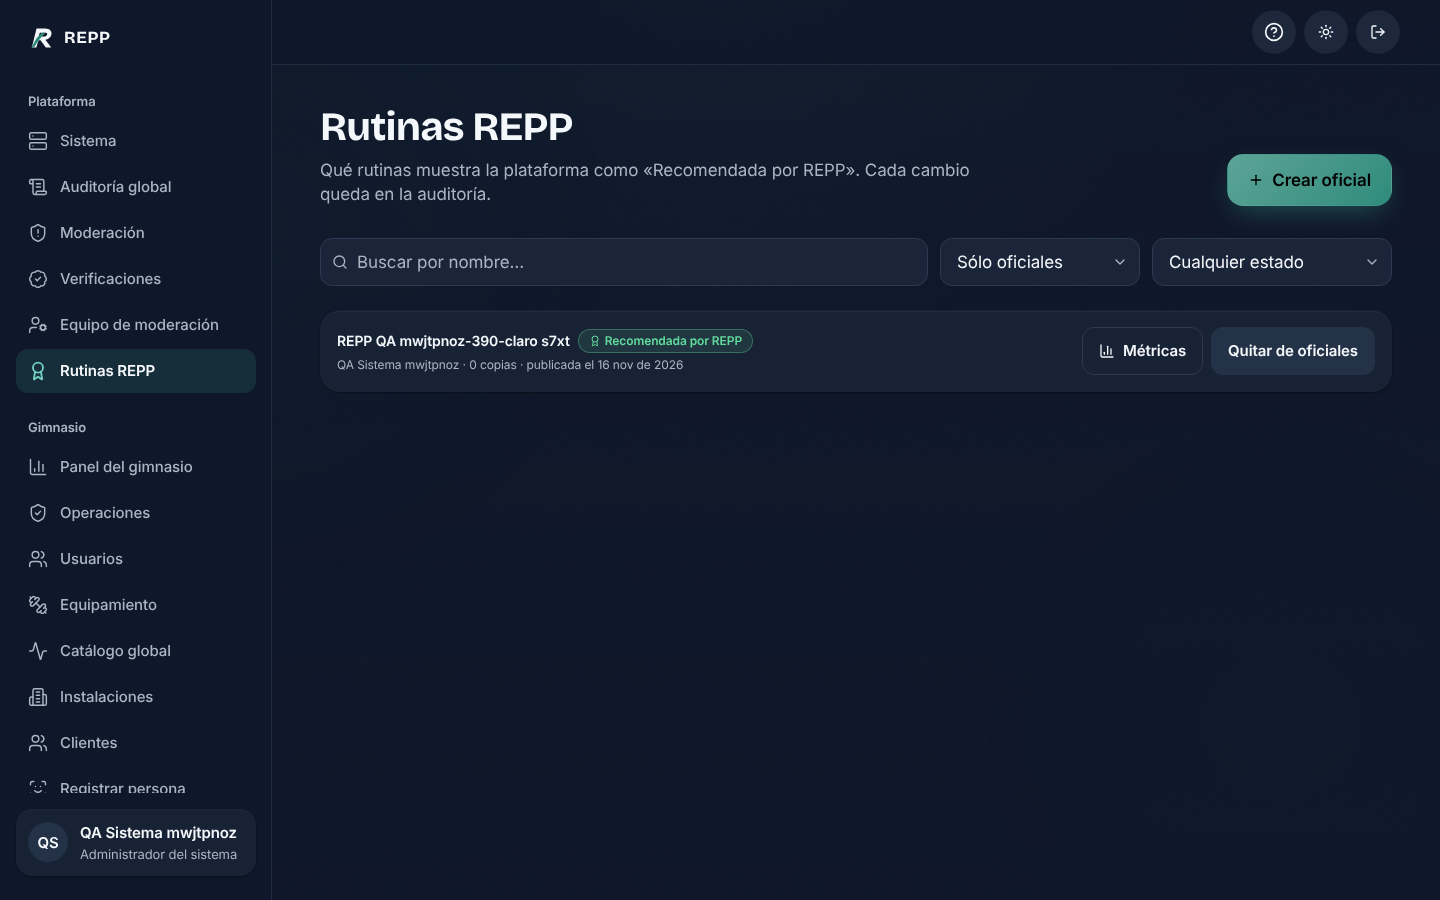 REPP
Plataforma
Sistema
Auditoría global
Moderación
Verificaciones
Equipo de moderación
Rutinas REPP
Gimnasio
Panel del gimnasio
Operaciones
Usuarios
Equipamiento
Catálogo global
Instalaciones
Clientes
Registrar persona
QS
QA Sistema mwjtpnoz
Administrador del sistema
Rutinas REPP
Qué rutinas muestra la plataforma como «Recomendada por REPP». Cada cambio
queda en la auditoría.
+ Crear oficial
Buscar por nombre...
Sólo oficiales
Cualquier estado
REPP QA mwjtpnoz-390-claro s7xt
Recomendada por REPP
QA Sistema mwjtpnoz · 0 copias · publicada el 16 nov de 2026
Métricas
Quitar de oficiales